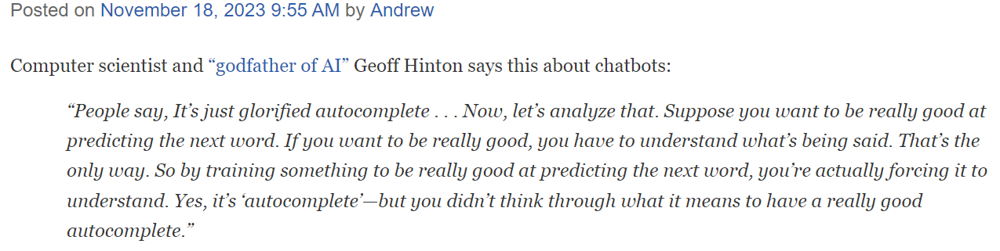 Posted on November 18, 2023 9:55 AM by Andrew
Computer scientist and “godfather of AI” Geoff Hinton says this about chatbots:
“People say, It’s just glorified autocomplete . . . Now, let’s analyze that. Suppose you want to be really good at
predicting the next word. If you want to be really good, you have to understand what’s being said. That’s the
only way. So by training something to be really good at predicting the next word, you’re actually forcing it to
understand. Yes, it’s ‘autocomplete’—but you didn’t think through what it means to have a really good
autocomplete.”